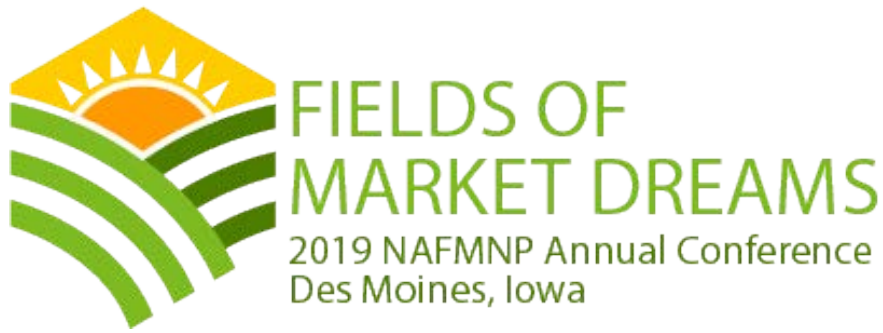 FIELDS OF
MARKET DREAMS
2019 NAFMNP Annual Conference
Des Moines, Iowa